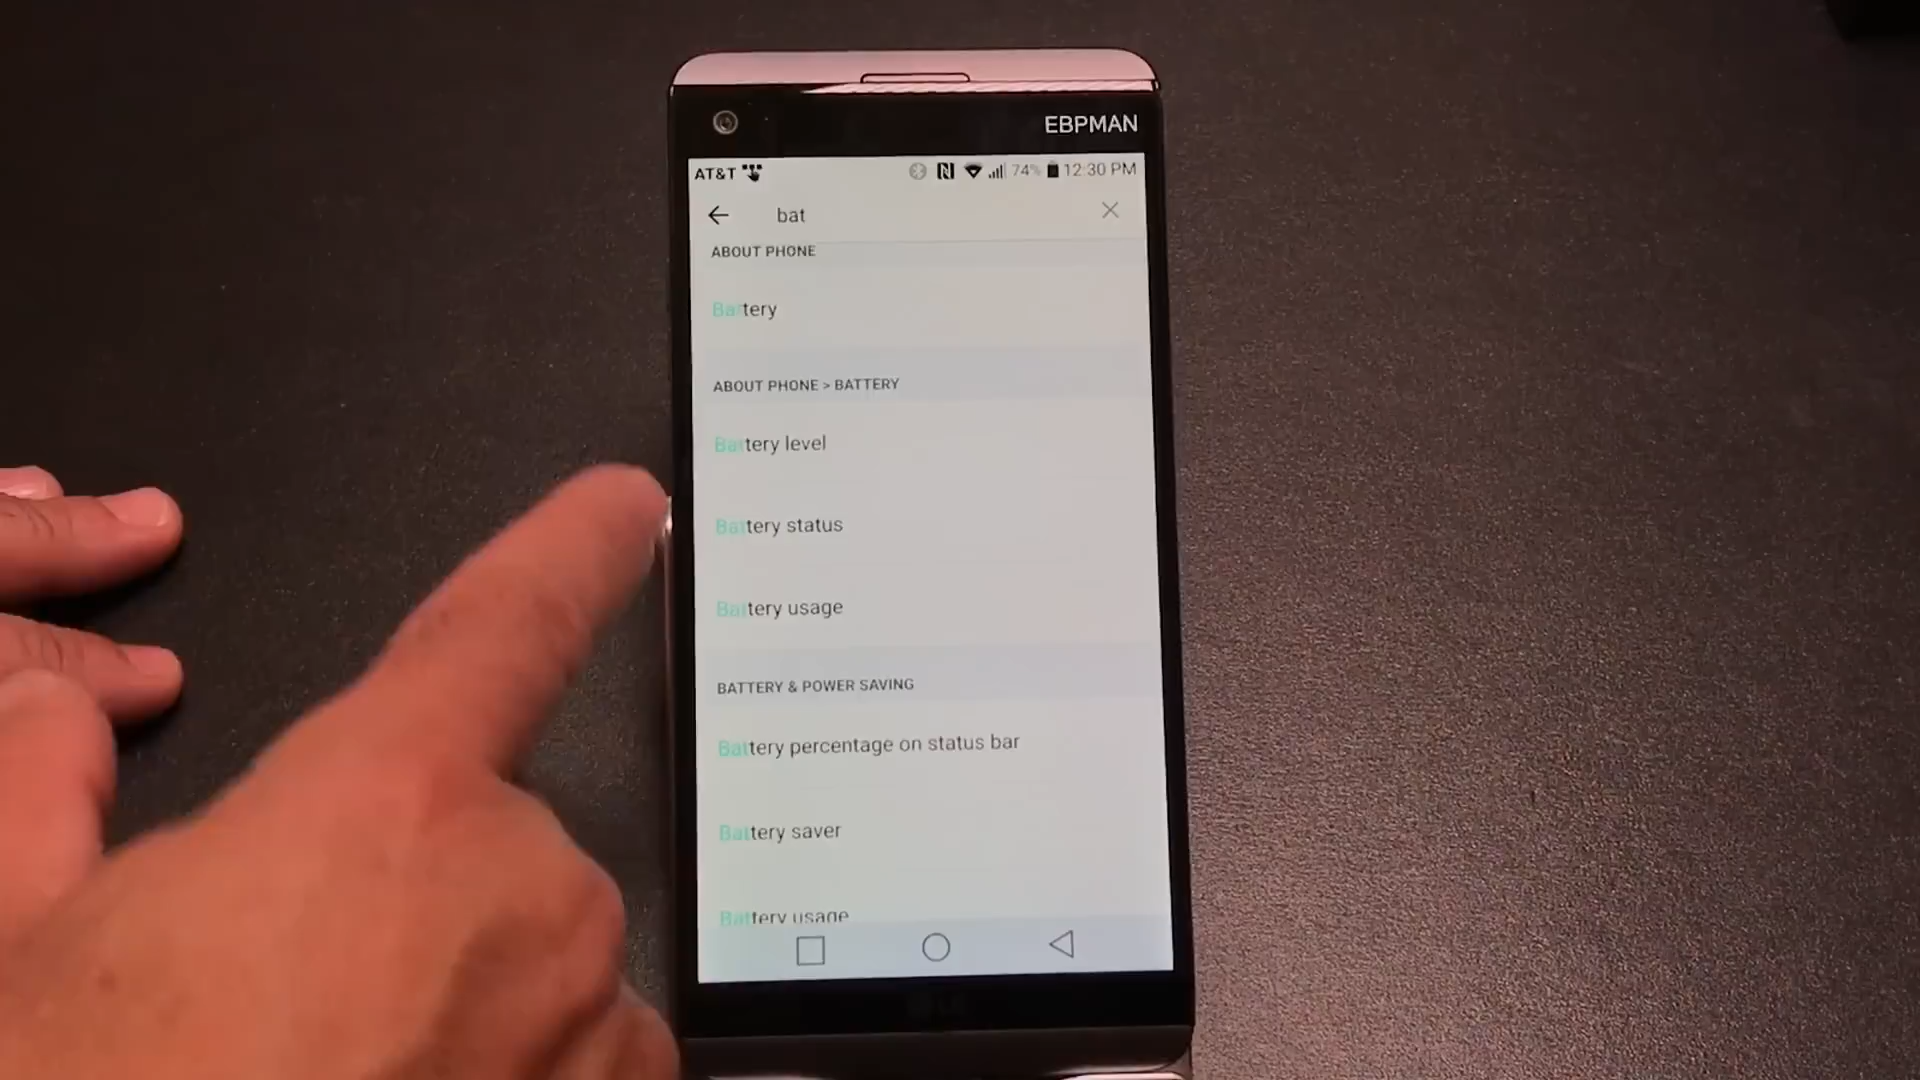 EBPMAN
AT&T 74% 12:30 PM
bat
ABOUT PHONE
Battery
ABOUT PHONE > BATTERY
Battery level
Battery status
Battery usage
BATTERY & POWER SAVING
Battery percentage on status bar
Battery saver
Battery usage